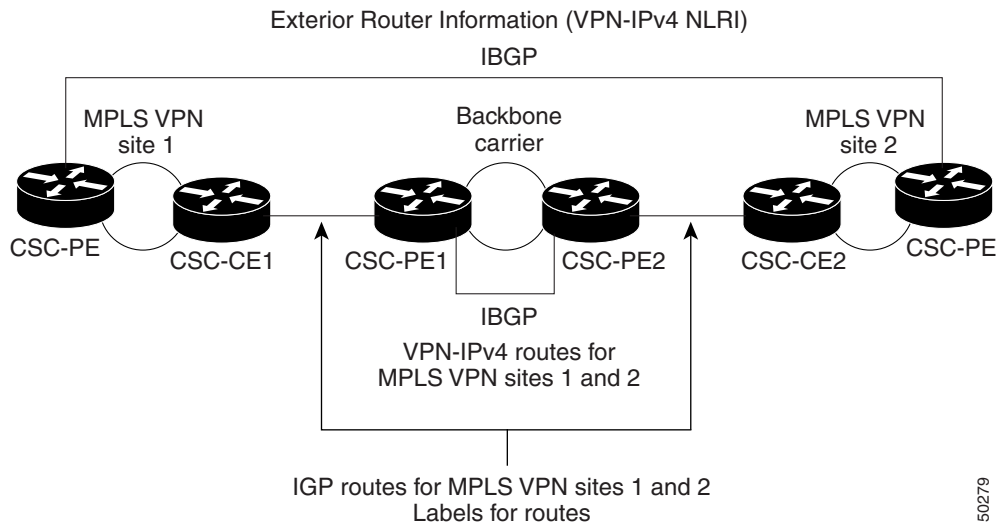 Exterior Router Information (VPN-IPv4 NLRI)
IBGP
MPLS VPN
site 1
Backbone
carrier
MPLS VPN
site 2
CSC-PE
CSC-CE1
CSC-PE1
CSC-PE2
CSC-CE2
CSC-PE
IBGP
VPN-IPv4 routes for
MPLS VPN sites 1 and 2
IGP routes for MPLS VPN sites 1 and 2
Labels for routes
50279